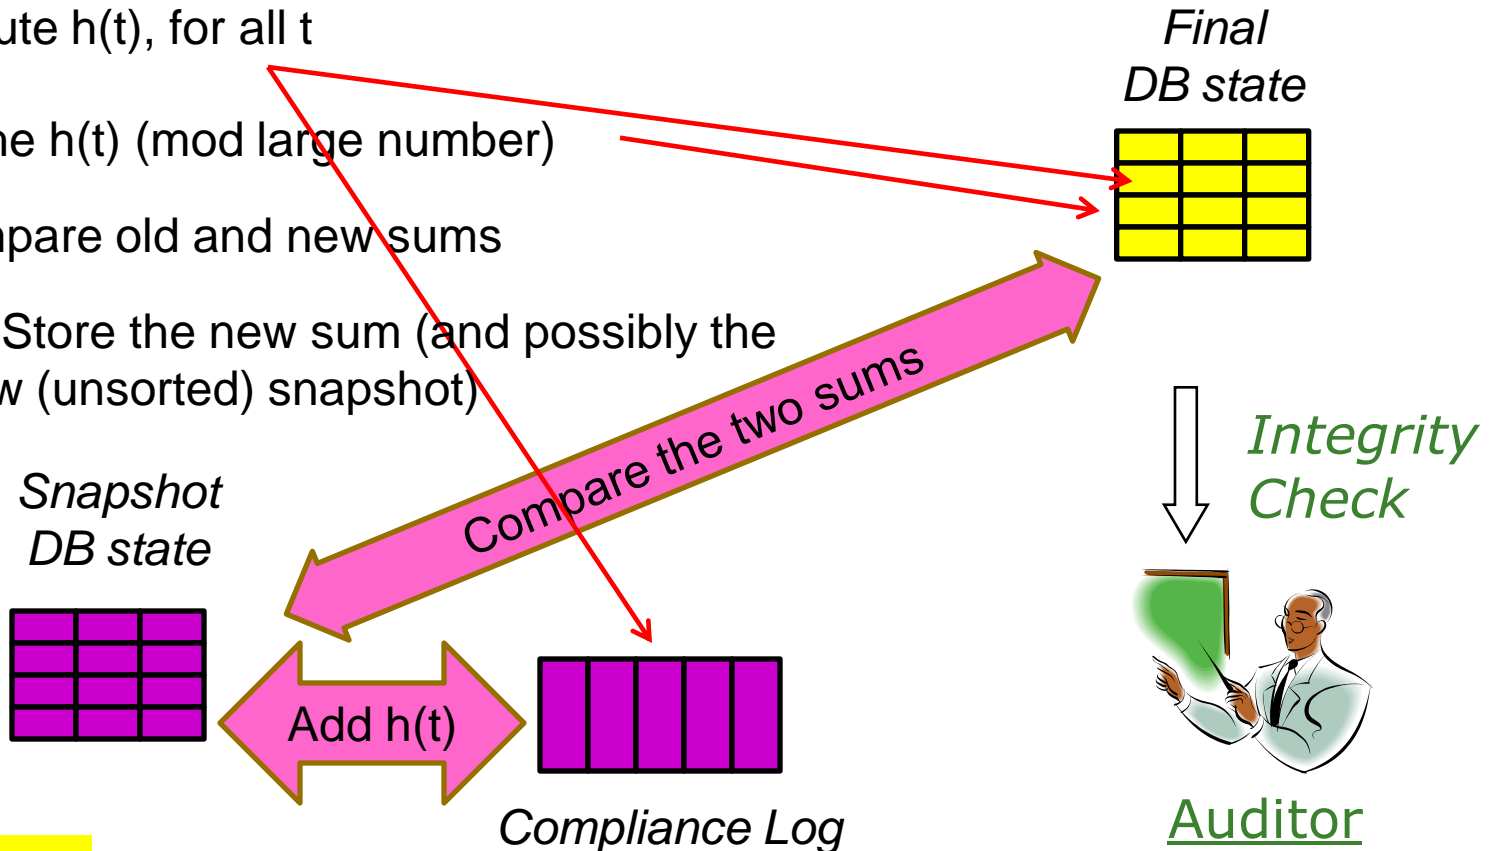 ute h(t), for all t
ne h(t) (mod large number)
npare old and new sums
Store the new sum (and possibly the
w (unsorted) snapshot)
Final
DB state
Compare the two sums
Integrity
Check
Snapshot
DB state
Add h(t)
Compliance Log
Auditor